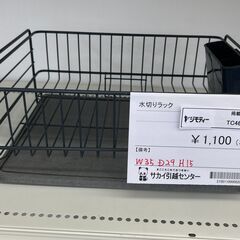 水切りラック
ジモティー
TC46
¥1,100
【備考】
W35 D29 H15
サカイ引越センター